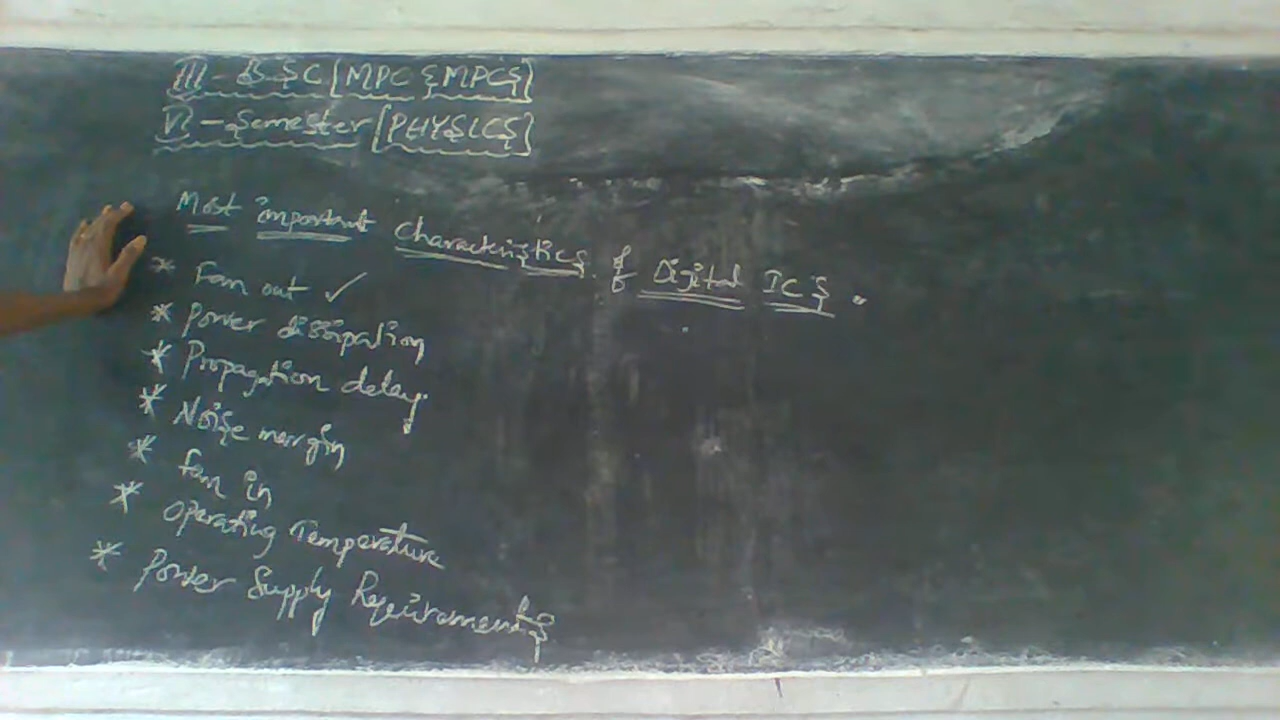 III - B SC [MPC & MPCS]
VI - Semester [PHYSICS]
Most important Characteristics of Digital ICS.
* Fan out ✓
* Power dissipation
* Propagation delay.
* Noise margin
* Fan in
* Operating Temperature
* Power Supply Requirements